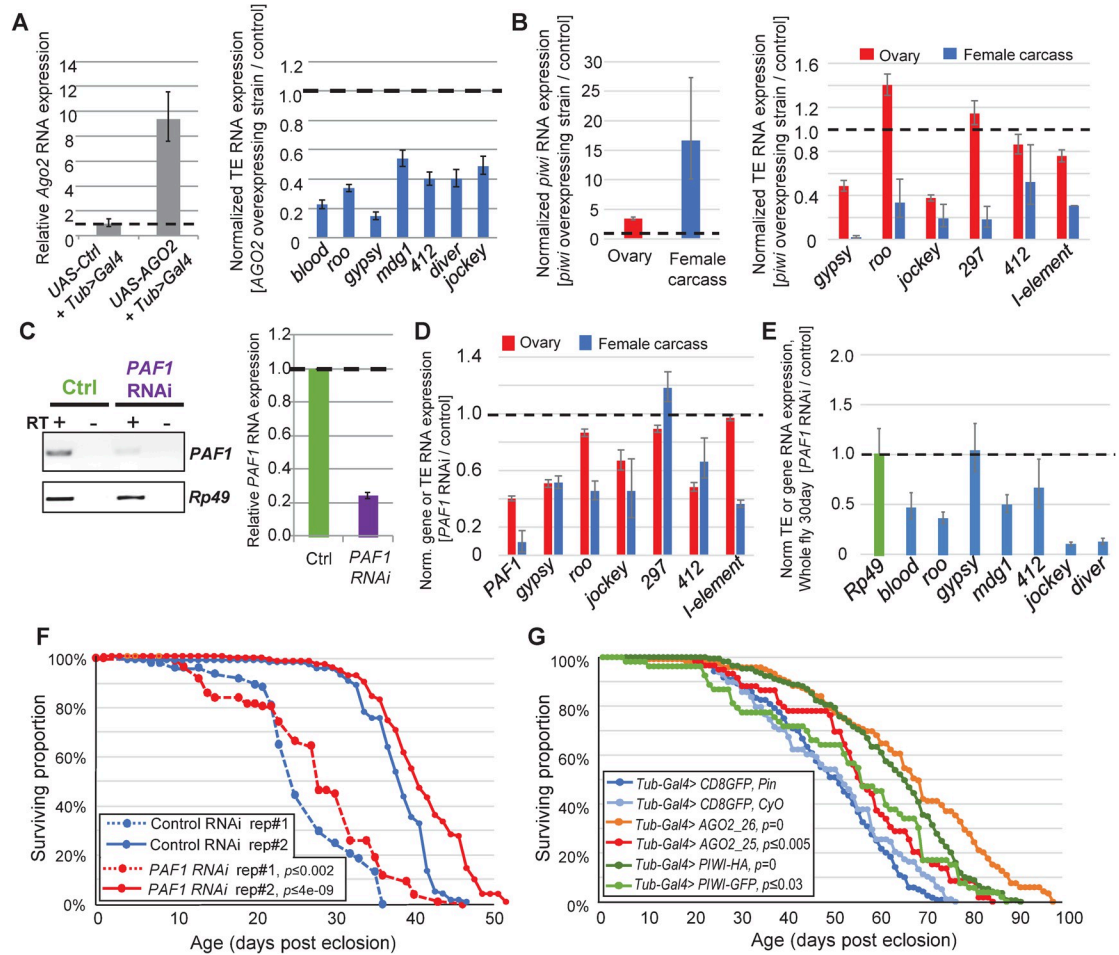 A
Relative Ago2 RNA expression
14
12
10
8
6
4
2
0
UAS-Ctrl
+ Tub>Gal4
UAS-AGO2
+ Tub>Gal4
Normalized TE RNA expression
[AGO2 overexpressing strain / control]
1.2
1.0
0.8
0.6
0.4
0.2
0
blood
roo
gypsy
mdg1
412
diver
jockey
B
Normalized piwi RNA expression
[piwi overexpressing strain / control]
30
25
20
15
10
5
0
Ovary
Female
carcass
Normalized TE RNA expression
[piwi overexpressing strain / control]
Ovary
Female carcass
1.6
1.4
1.2
1.0
0.8
0.6
0.4
0.2
0
gypsy
roo
jockey
297
412
I-element
C
Ctrl
PAF1
RNAi
RT + - + -
PAF1
Rp49
Relative PAF1 RNA expression
1.2
1.0
0.8
0.6
0.4
0.2
0.0
Ctrl
PAF1
RNAi
D
Norm. gene or TE RNA expression
[PAF1 RNAi / control]
Ovary
Female carcass
1.4
1.0
0.8
0.4
0
PAF1
gypsy
roo
jockey
297
412
I-element
E
Norm TE or gene RNA expression,
Whole fly 30day [PAF1 RNAi / control]
2.0
1.5
1.0
0.5
0
Rp49
blood
roo
gypsy
mdg1
412
jockey
diver
F
Surviving proportion
100%
80%
60%
40%
20%
0%
Control RNAi rep#1
Control RNAi rep#2
PAF1 RNAi rep#1, p≤0.002
PAF1 RNAi rep#2, p≤4e-09
0 10 20 30 40 50
Age (days post eclosion)
G
Surviving proportion
100%
80%
60%
40%
20%
0%
Tub-Gal4> CD8GFP, Pin
Tub-Gal4> CD8GFP, CyO
Tub-Gal4> AGO2_26, p=0
Tub-Gal4> AGO2_25, p≤0.005
Tub-Gal4> PIWI-HA, p=0
Tub-Gal4> PIWI-GFP, p≤0.03
0 10 20 30 40 50 60 70 80 90 100
Age (days post eclosion)